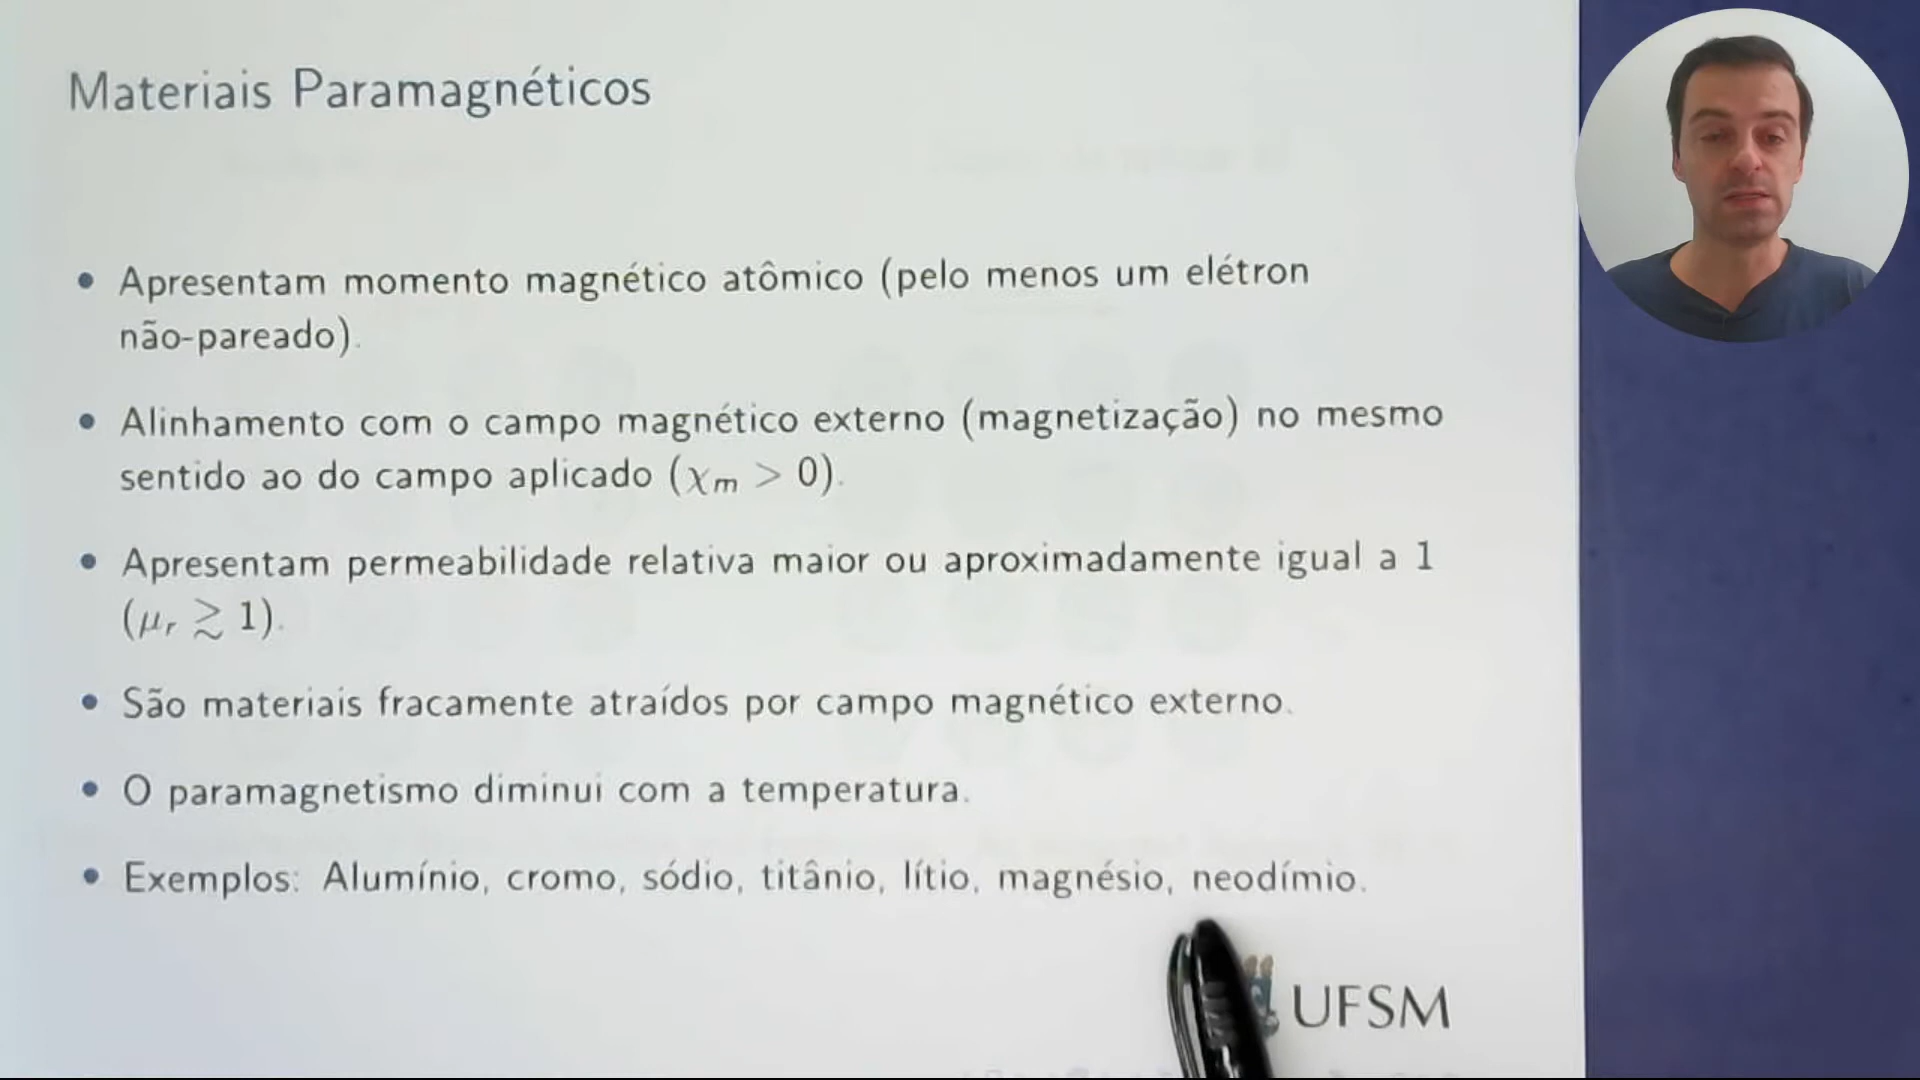 Materiais Paramagnéticos
• Apresentam momento magnético atômico (pelo menos um elétron
não-pareado).
• Alinhamento com o campo magnético externo (magnetização) no mesmo
sentido ao do campo aplicado (χₘ > 0).
• Apresentam permeabilidade relativa maior ou aproximadamente igual a 1
(μᵣ ≳ 1).
• São materiais fracamente atraídos por campo magnético externo.
• O paramagnetismo diminui com a temperatura.
• Exemplos: Alumínio, cromo, sódio, titânio, lítio, magnésio, neodímio.
UFSM